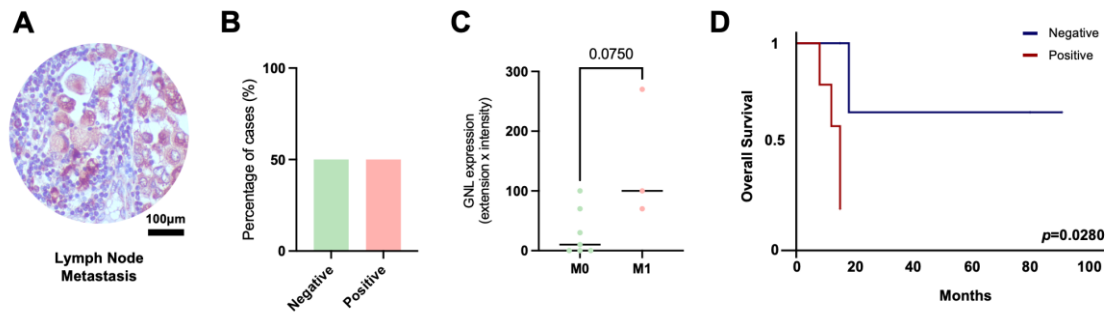 A
100µm
Lymph Node
Metastasis
B
Percentage of cases (%)
100
50
0
Negative
Positive
C
0.0750
GNL expression
(extension x intensity)
300
200
100
0
M0
M1
D
Negative
Positive
Overall Survival
1
0.5
0
p=0.0280
0
20
40
60
80
100
Months